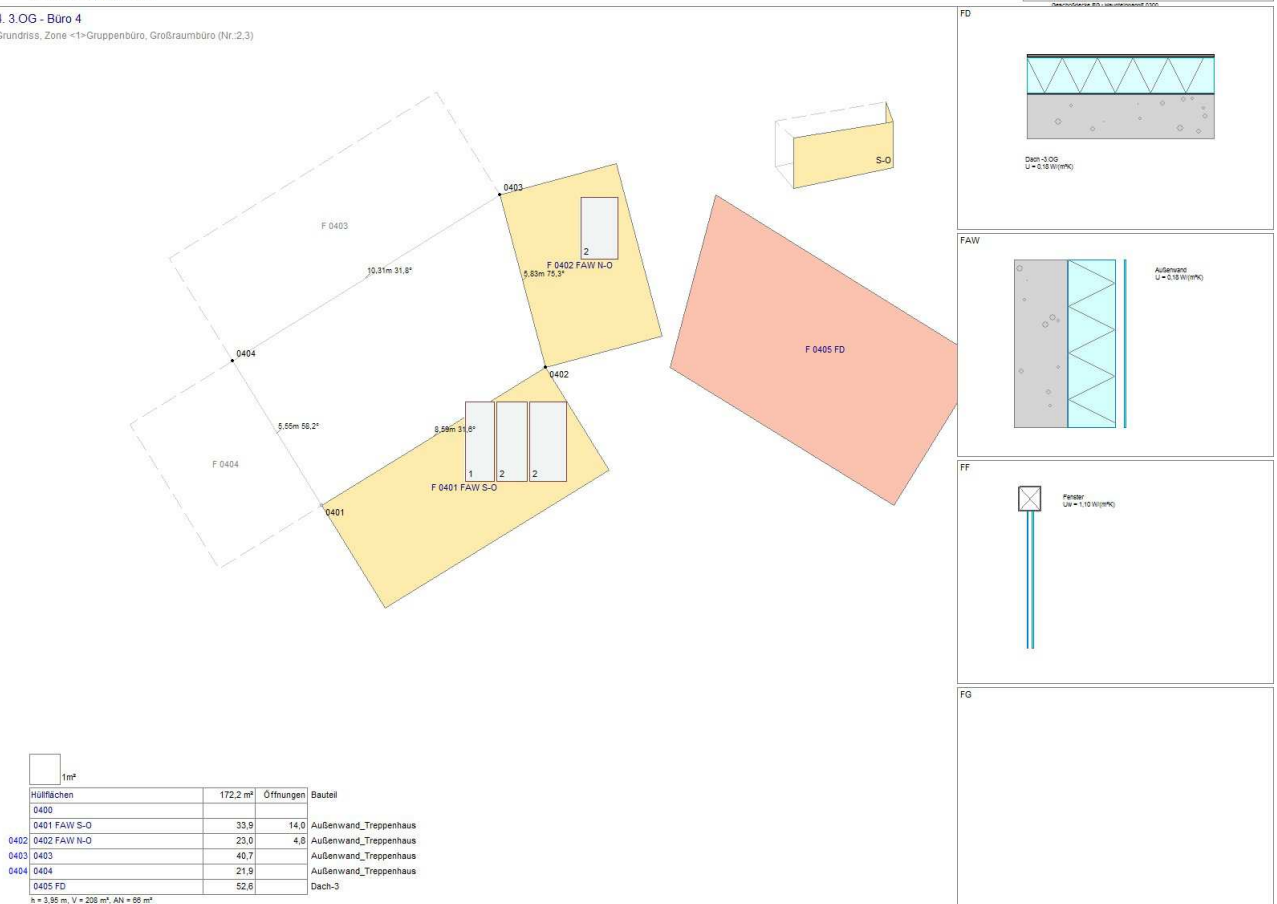 . 3.OG - Büro 4
Grundriss, Zone <1>Gruppenbüro, Großraumbüro (Nr.:2,3)
FD
Dach -3.OG
U = 0,18 W/(m²K)
S-O
0403
F 0403
2
F 0402 FAW N-O
10,31m 31,8°
5,83m 75,3°
FAW
Außenwand
U = 0,18 W/(m²K)
0404
F 0405 FD
0402
5,55m 58,2°
8,59m 31,6°
F 0404
1
2
2
F 0401 FAW S-O
0401
FF
Fenster
Uw = 1,10 W/(m²K)
FG
1m²
Hüllflächen 172,2 m² Öffnungen Bauteil
0400
0401 FAW S-O 33,9 14,0 Außenwand_Treppenhaus
0402 0402 FAW N-O 23,0 4,8 Außenwand_Treppenhaus
0403 0403 40,7 Außenwand_Treppenhaus
0404 0404 21,9 Außenwand_Treppenhaus
0405 FD 52,6 Dach-3
h = 3,95 m, V = 208 m³, AN = 66 m²